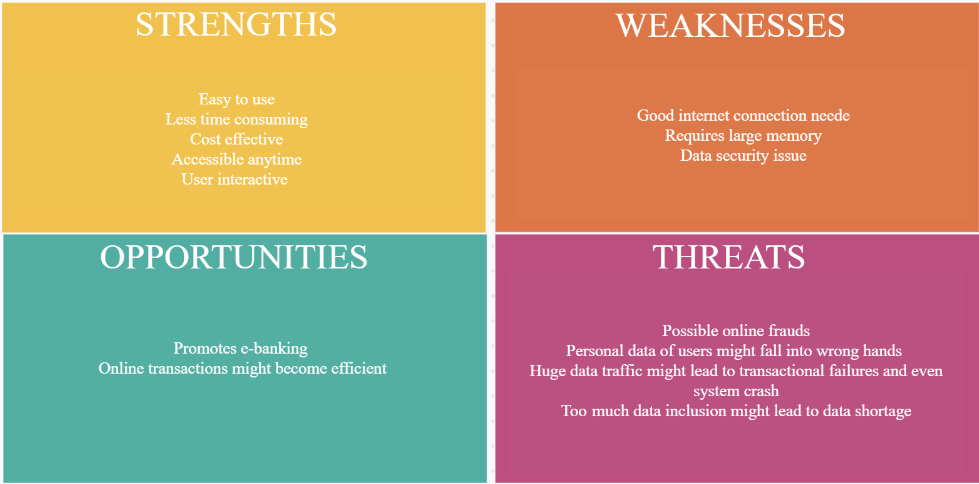 STRENGTHS
Easy to use
Less time consuming
Cost effective
Accessible anytime
User interactive
WEAKNESSES
Good internet connection neede
Requires large memory
Data security issue
OPPORTUNITIES
Promotes e-banking
Online transactions might become efficient
THREATS
Possible online frauds
Personal data of users might fall into wrong hands
Huge data traffic might lead to transactional failures and even
system crash
Too much data inclusion might lead to data shortage